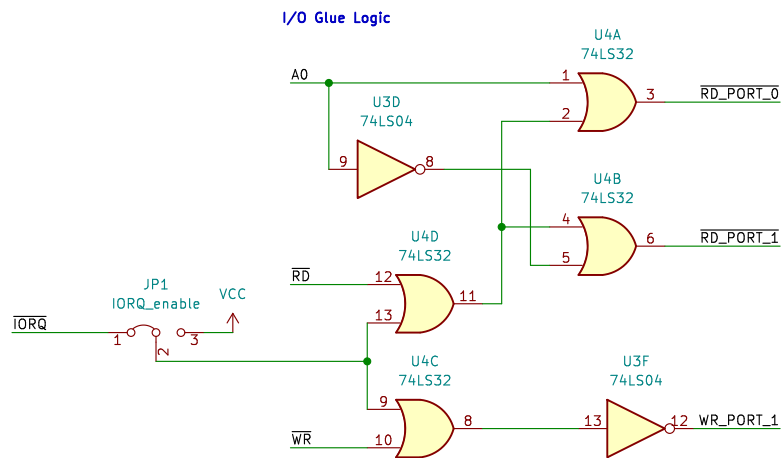 I/O Glue Logic
U4A
74LS32
A0
1
2
3
RD_PORT_0
U3D
74LS04
9
8
U4B
74LS32
4
5
6
RD_PORT_1
U4D
74LS32
RD
12
13
11
JP1
IORQ_enable
VCC
IORQ
1
2
3
U4C
74LS32
9
10
8
WR
U3F
74LS04
13
12
WR_PORT_1